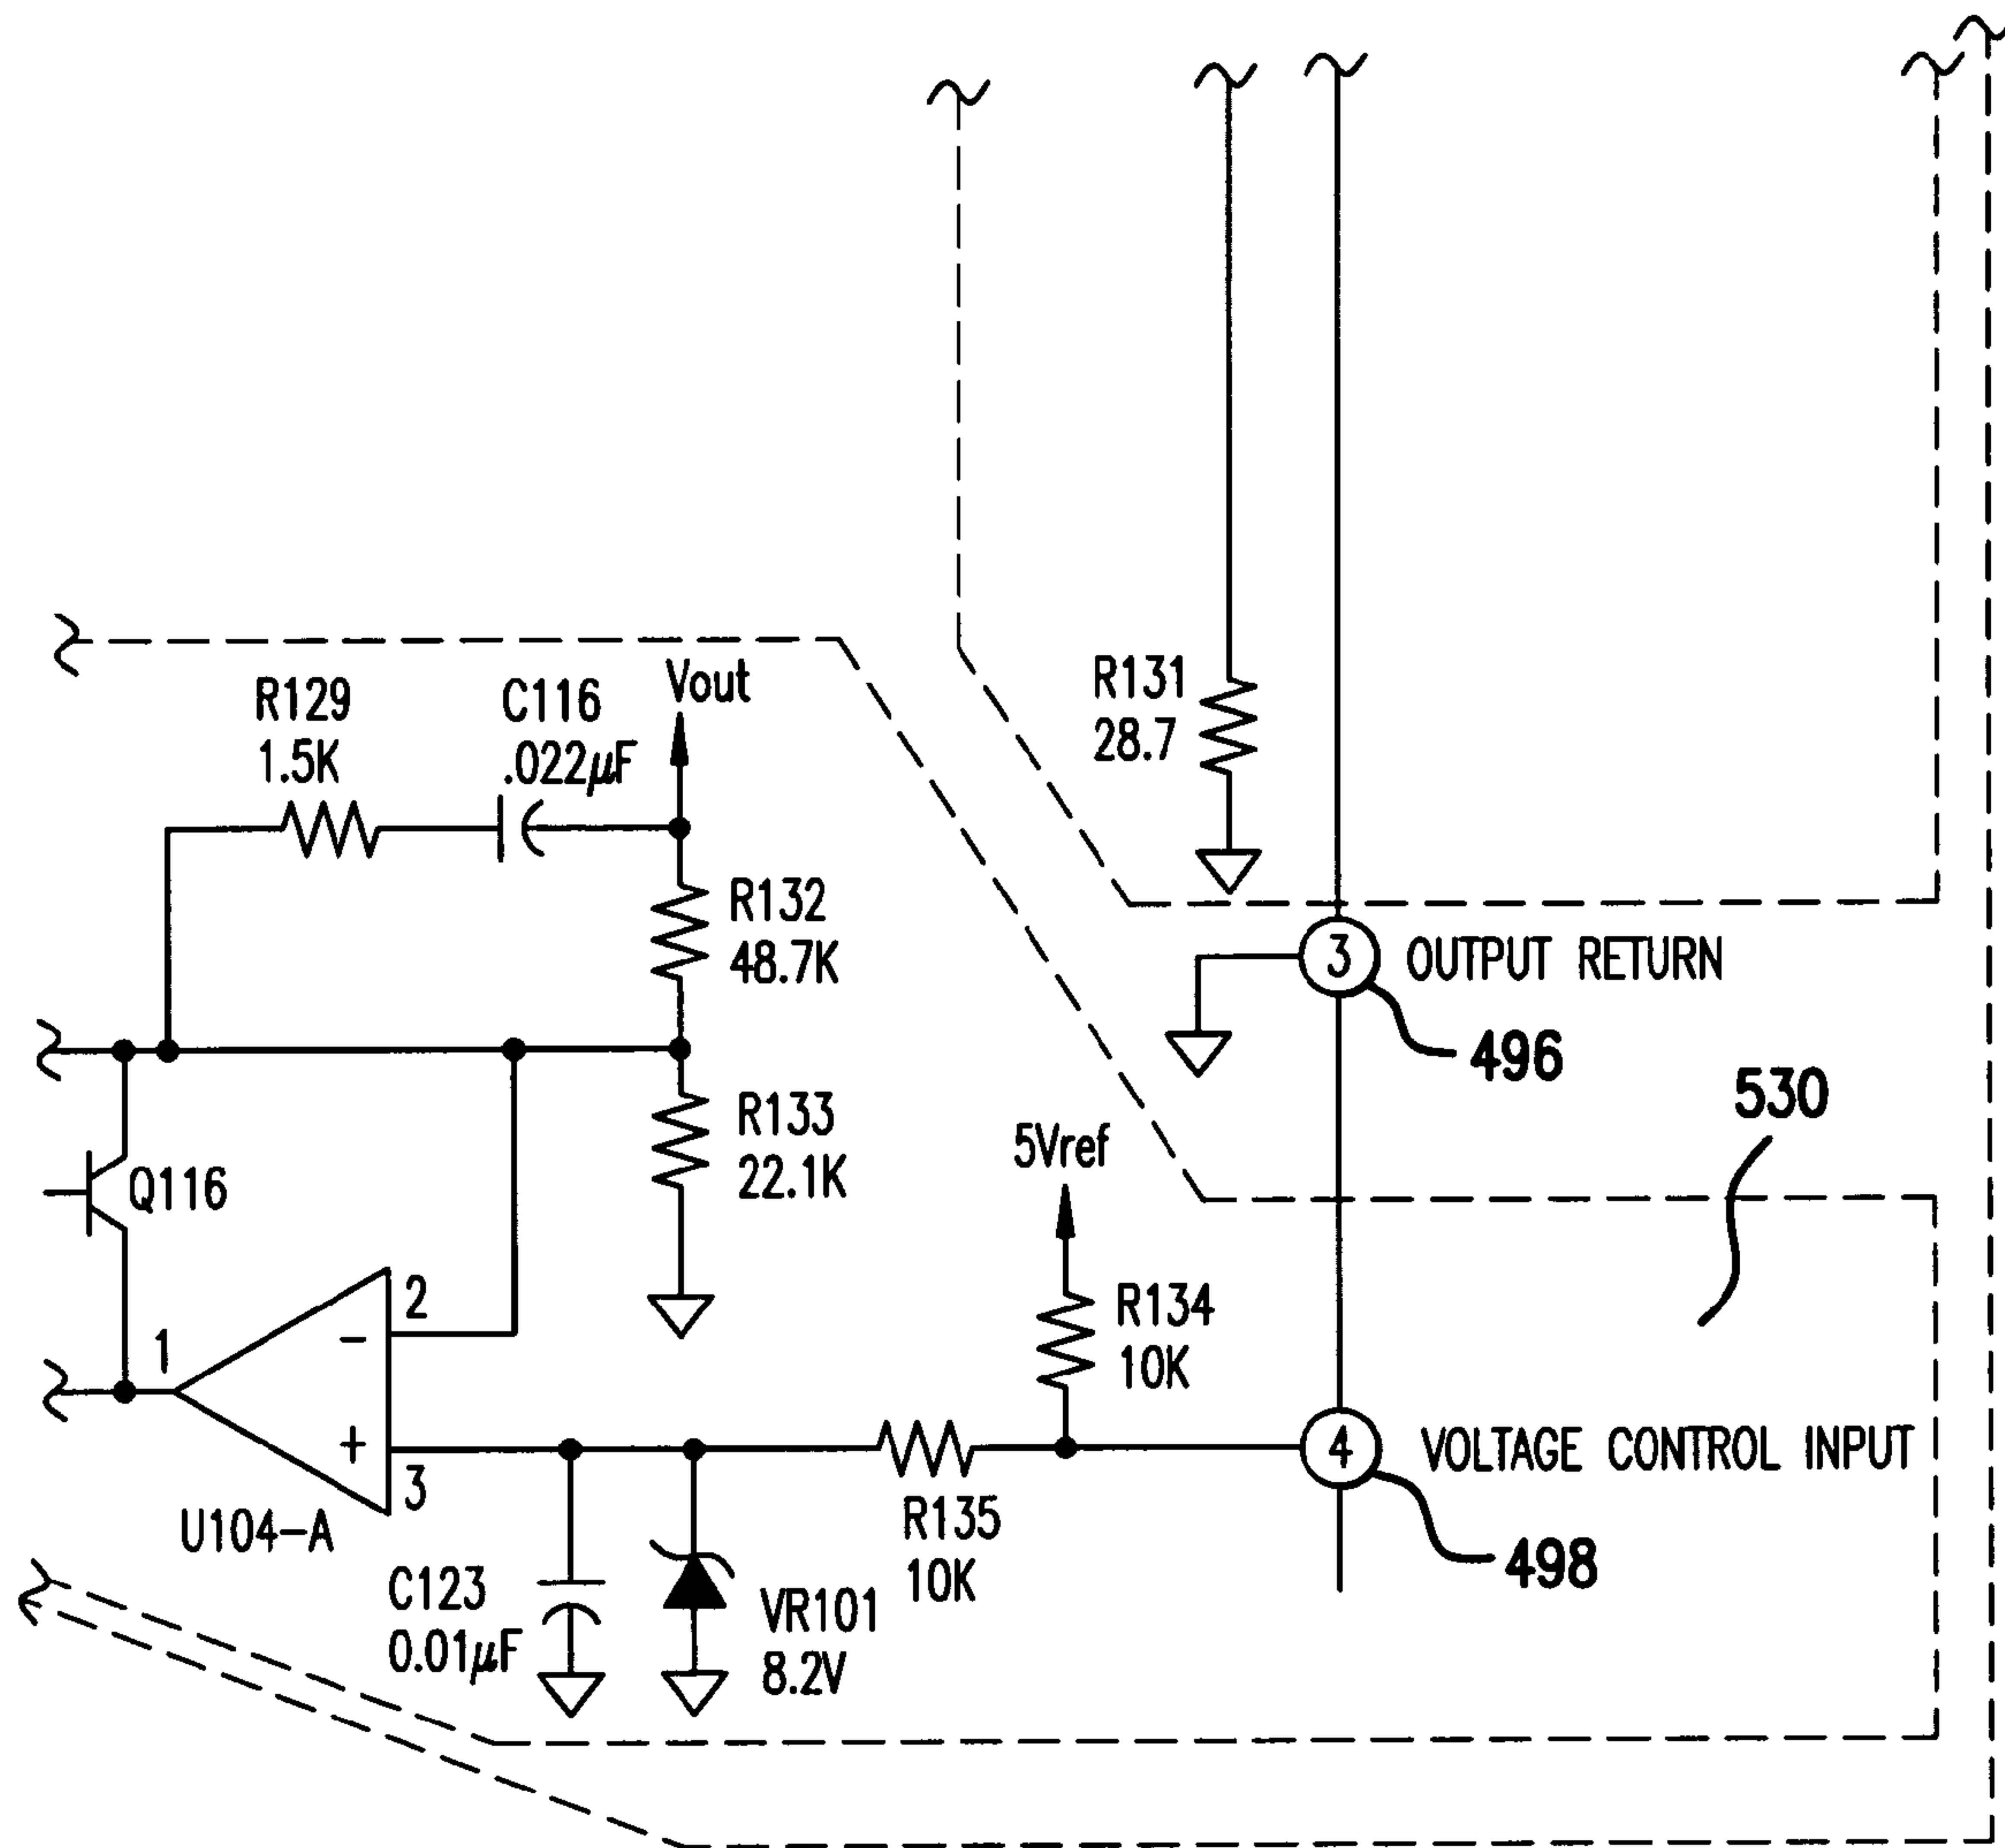 Vout
R129
1.5K
C116
.022μF
R131
28.7
R132
48.7K
3 OUTPUT RETURN
496
530
R133
22.1K
5Vref
Q116
R134
10K
2
1
−
+
3
U104-A
4 VOLTAGE CONTROL INPUT
498
R135
10K
C123
0.01μF
VR101
8.2V